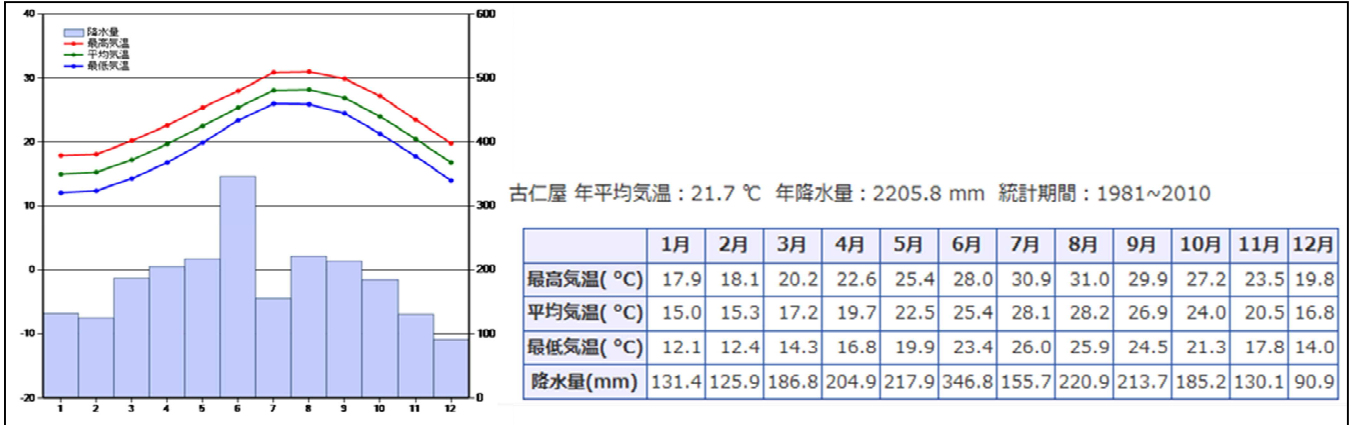 40
30
20
10
0
-10
-20
600
500
400
300
200
100
0
降水量
最高気温
平均気温
最低気温
1 2 3 4 5 6 7 8 9 10 11 12
古仁屋 年平均気温：21.7 ℃ 年降水量：2205.8 mm 統計期間：1981~2010
1月 2月 3月 4月 5月 6月 7月 8月 9月 10月 11月 12月
最高気温( °C) 17.9 18.1 20.2 22.6 25.4 28.0 30.9 31.0 29.9 27.2 23.5 19.8
平均気温( °C) 15.0 15.3 17.2 19.7 22.5 25.4 28.1 28.2 26.9 24.0 20.5 16.8
最低気温( °C) 12.1 12.4 14.3 16.8 19.9 23.4 26.0 25.9 24.5 21.3 17.8 14.0
降水量(mm) 131.4 125.9 186.8 204.9 217.9 346.8 155.7 220.9 213.7 185.2 130.1 90.9